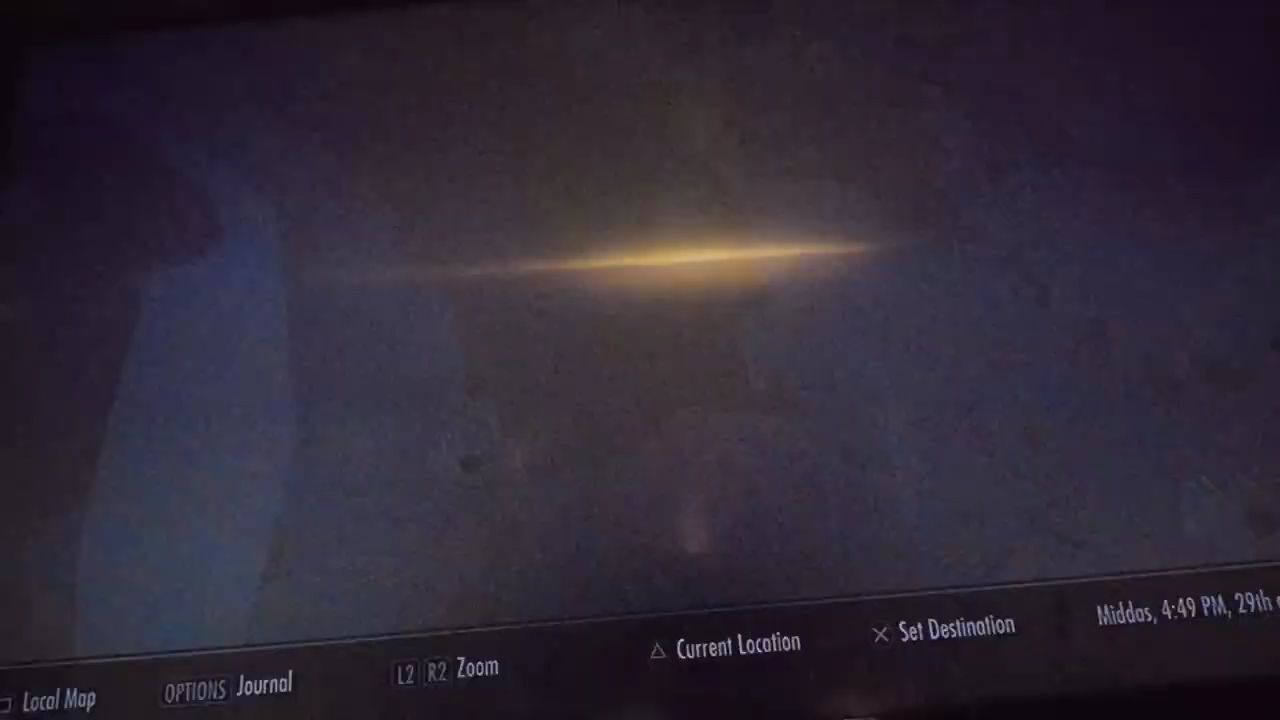 Middas, 4:49 PM, 29th
△ Current Location
✕ Set Destination
L2 R2 Zoom
OPTIONS Journal
□ Local Map